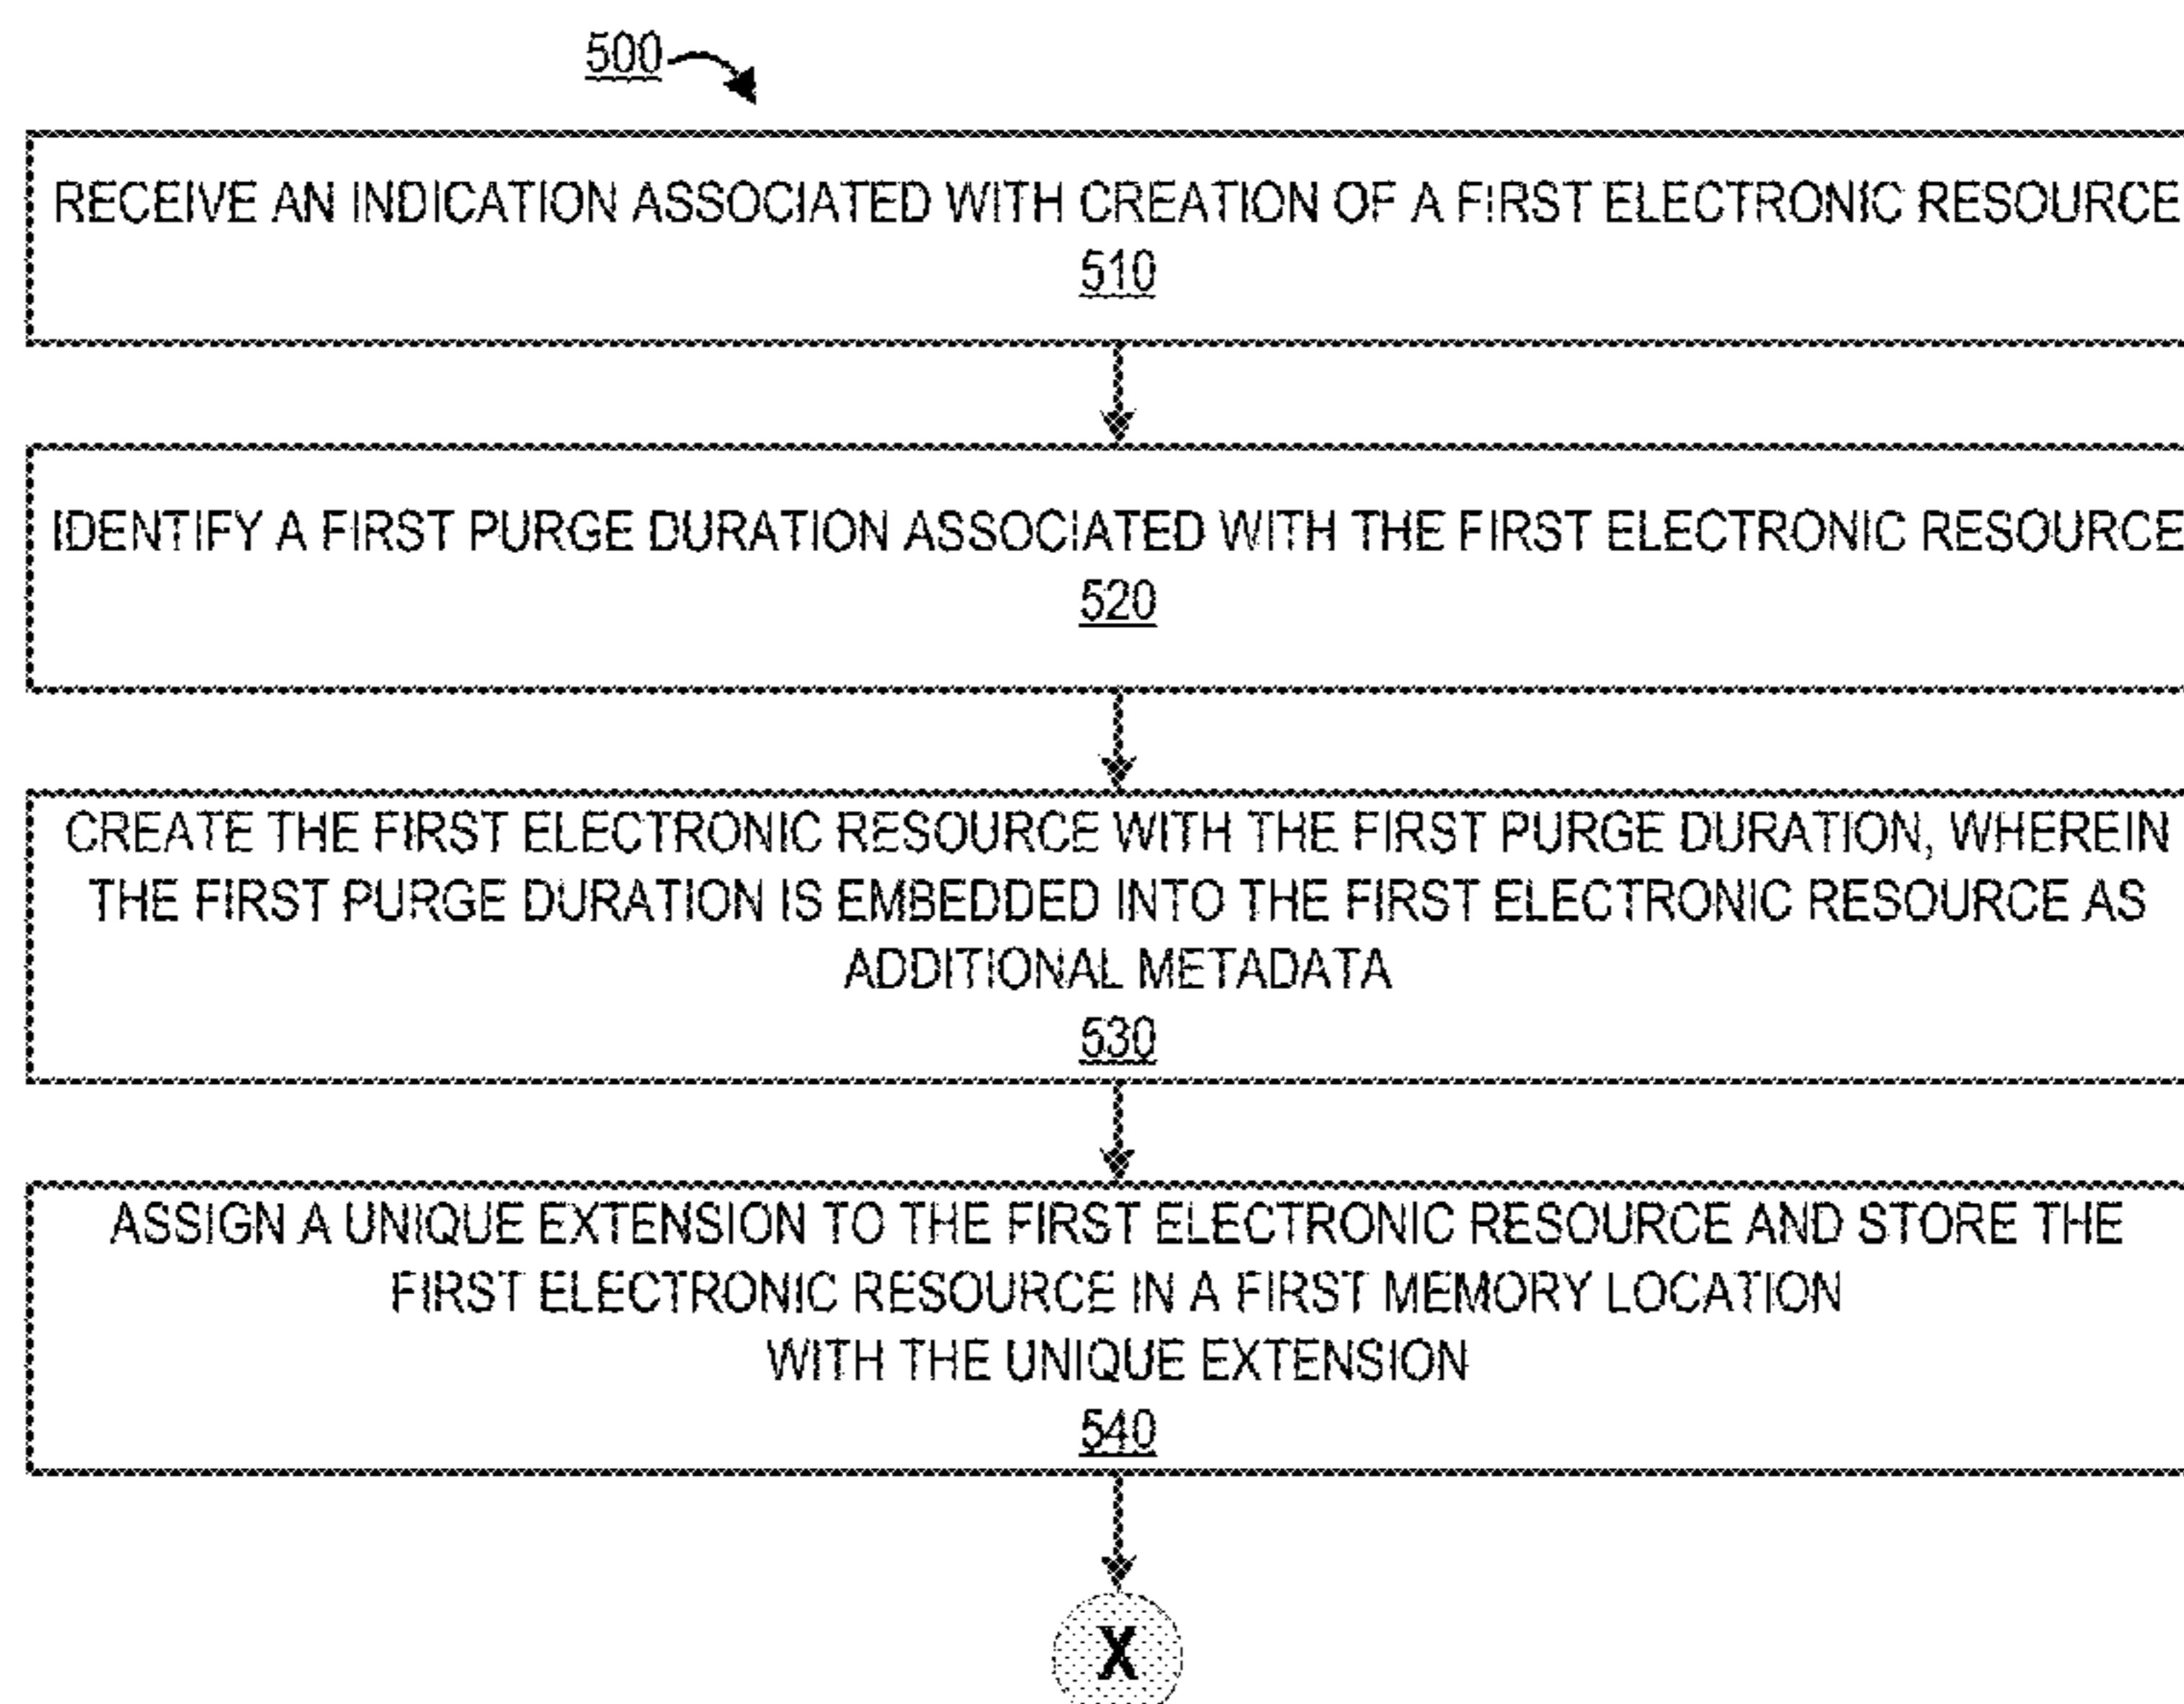 500
RECEIVE AN INDICATION ASSOCIATED WITH CREATION OF A FIRST ELECTRONIC RESOURCE
510
IDENTIFY A FIRST PURGE DURATION ASSOCIATED WITH THE FIRST ELECTRONIC RESOURCE
520
CREATE THE FIRST ELECTRONIC RESOURCE WITH THE FIRST PURGE DURATION, WHEREIN
THE FIRST PURGE DURATION IS EMBEDDED INTO THE FIRST ELECTRONIC RESOURCE AS
ADDITIONAL METADATA
530
ASSIGN A UNIQUE EXTENSION TO THE FIRST ELECTRONIC RESOURCE AND STORE THE
FIRST ELECTRONIC RESOURCE IN A FIRST MEMORY LOCATION
WITH THE UNIQUE EXTENSION
540
X